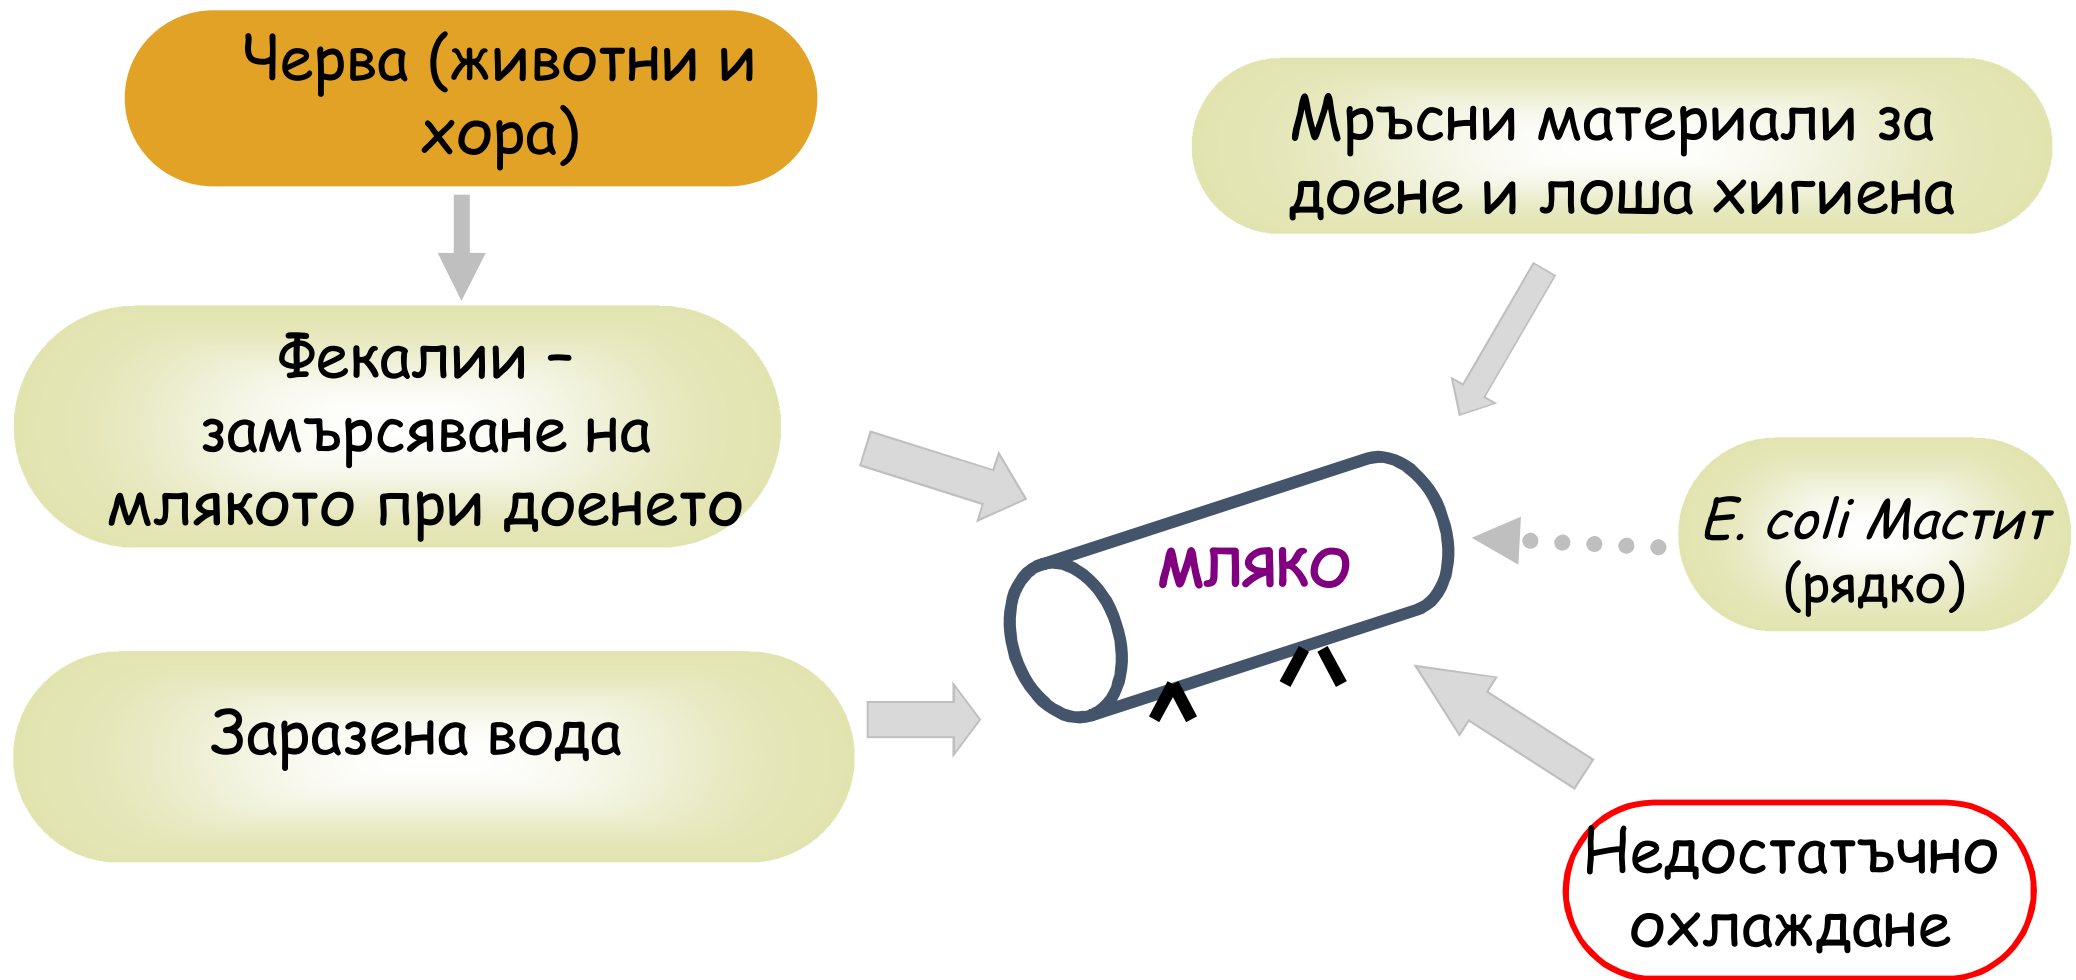 Черва (животни и
хора)
Мръсни материали за
доене и лоша хигиена
Фекалии –
замърсяване на
млякото при доенето
E. coli Мастит
(рядко)
МЛЯКО
Заразена вода
Недостатъчно
охлаждане